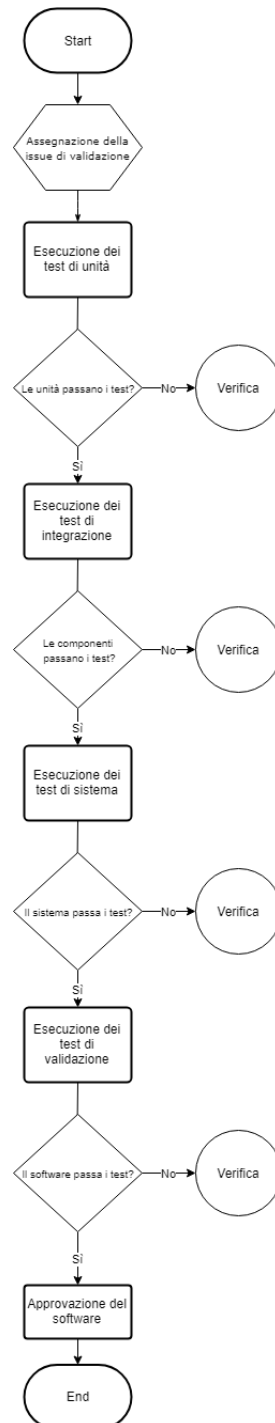 Start
Assegnazione della
issue di validazione
Esecuzione dei
test di unità
Le unità passano i test?
No
Verifica
Sì
Esecuzione dei
test di
integrazione
Le componenti
passano i test?
No
Verifica
Sì
Esecuzione dei
test di sistema
Il sistema passa i test?
No
Verifica
Sì
Esecuzione dei
test di
validazione
Il software passa i test?
No
Verifica
Sì
Approvazione del
software
End